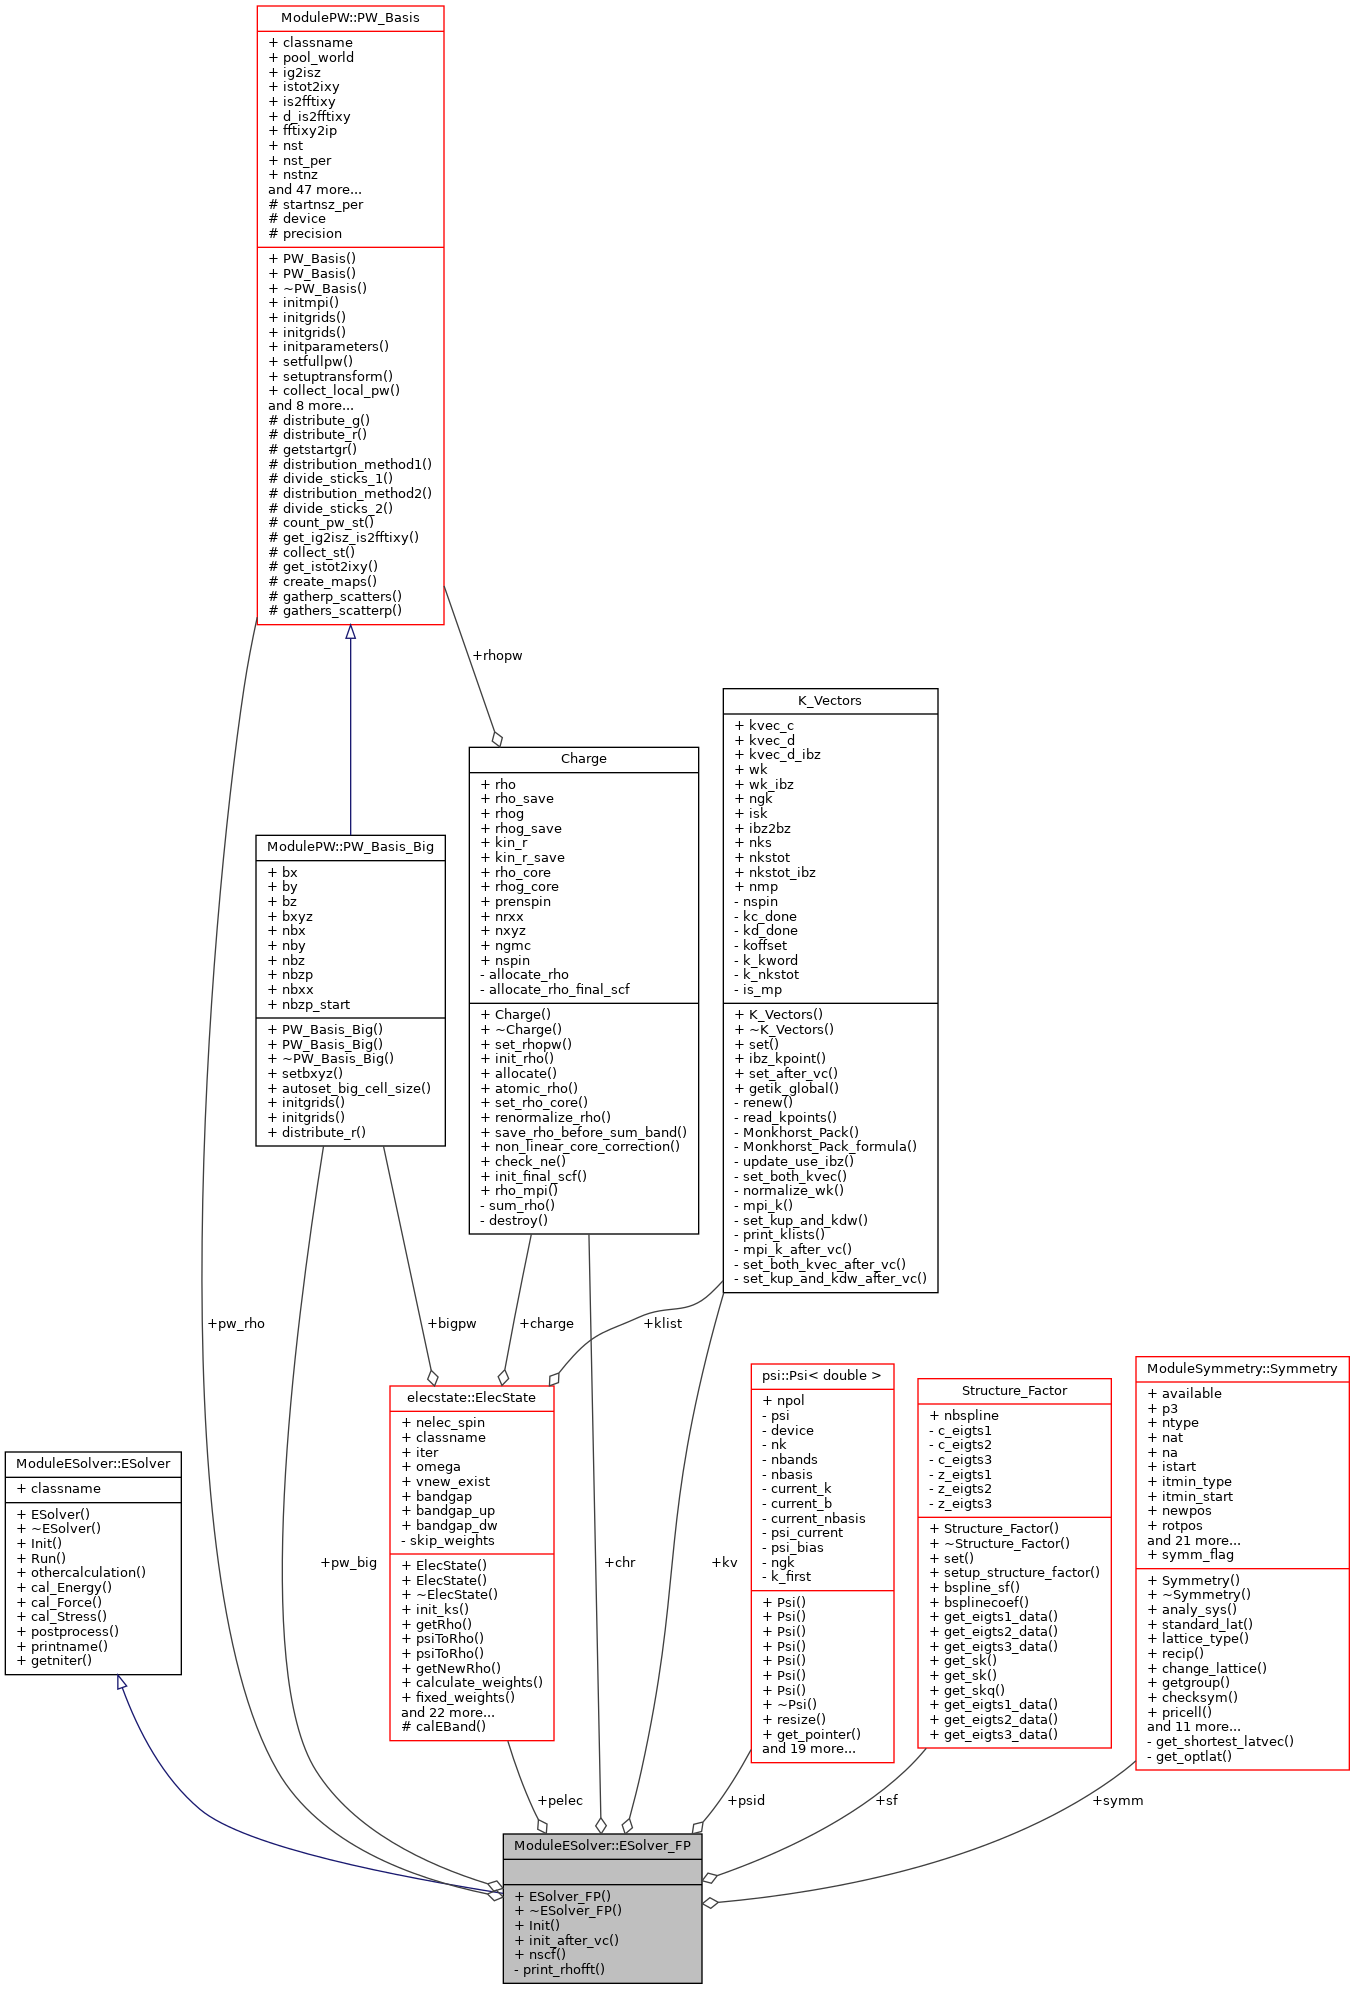 ModulePW::PW_Basis
+ classname
+ pool_world
+ ig2isz
+ istot2ixy
+ is2fftixy
+ d_is2fftixy
+ fftixy2ip
+ nst
+ nst_per
+ nstnz
and 47 more...
# startnsz_per
# device
# precision
+ PW_Basis()
+ PW_Basis()
+ ~PW_Basis()
+ initmpi()
+ initgrids()
+ initgrids()
+ initparameters()
+ setfullpw()
+ setuptransform()
+ collect_local_pw()
and 8 more...
# distribute_g()
# distribute_r()
# getstartgr()
# distribution_method1()
# divide_sticks_1()
# distribution_method2()
# divide_sticks_2()
# count_pw_st()
# get_ig2isz_is2fftixy()
# collect_st()
# get_istot2ixy()
# create_maps()
# gatherp_scatters()
# gathers_scatterp()
+rhopw
K_Vectors
+ kvec_c
+ kvec_d
+ kvec_d_ibz
+ wk
+ wk_ibz
+ ngk
+ isk
+ ibz2bz
+ nks
+ nkstot
+ nkstot_ibz
+ nmp
- nspin
- kc_done
- kd_done
- koffset
- k_kword
- k_nkstot
- is_mp
+ K_Vectors()
+ ~K_Vectors()
+ set()
+ ibz_kpoint()
+ set_after_vc()
+ getik_global()
- renew()
- read_kpoints()
- Monkhorst_Pack()
- Monkhorst_Pack_formula()
- update_use_ibz()
- set_both_kvec()
- normalize_wk()
- mpi_k()
- set_kup_and_kdw()
- print_klists()
- mpi_k_after_vc()
- set_both_kvec_after_vc()
- set_kup_and_kdw_after_vc()
Charge
+ rho
+ rho_save
+ rhog
+ rhog_save
+ kin_r
+ kin_r_save
+ rho_core
+ rhog_core
+ prenspin
+ nrxx
+ nxyz
+ ngmc
+ nspin
- allocate_rho
- allocate_rho_final_scf
+ Charge()
+ ~Charge()
+ set_rhopw()
+ init_rho()
+ allocate()
+ atomic_rho()
+ set_rho_core()
+ renormalize_rho()
+ save_rho_before_sum_band()
+ non_linear_core_correction()
+ check_ne()
+ init_final_scf()
+ rho_mpi()
- sum_rho()
- destroy()
ModulePW::PW_Basis_Big
+ bx
+ by
+ bz
+ bxyz
+ nbx
+ nby
+ nbz
+ nbzp
+ nbxx
+ nbzp_start
+ PW_Basis_Big()
+ PW_Basis_Big()
+ ~PW_Basis_Big()
+ setbxyz()
+ autoset_big_cell_size()
+ initgrids()
+ initgrids()
+ distribute_r()
+pw_rho
+bigpw
+charge
+klist
elecstate::ElecState
+ nelec_spin
+ classname
+ iter
+ omega
+ vnew_exist
+ bandgap
+ bandgap_up
+ bandgap_dw
- skip_weights
+ ElecState()
+ ElecState()
+ ~ElecState()
+ init_ks()
+ getRho()
+ psiToRho()
+ psiToRho()
+ getNewRho()
+ calculate_weights()
+ fixed_weights()
and 22 more...
# calEBand()
psi::Psi< double >
+ npol
- psi
- device
- nk
- nbands
- nbasis
- current_k
- current_b
- current_nbasis
- psi_current
- psi_bias
- ngk
- k_first
+ Psi()
+ Psi()
+ Psi()
+ Psi()
+ Psi()
+ Psi()
+ Psi()
+ ~Psi()
+ resize()
+ get_pointer()
and 19 more...
Structure_Factor
+ nbspline
- c_eigts1
- c_eigts2
- c_eigts3
- z_eigts1
- z_eigts2
- z_eigts3
+ Structure_Factor()
+ ~Structure_Factor()
+ set()
+ setup_structure_factor()
+ bspline_sf()
+ bsplinecoef()
+ get_eigts1_data()
+ get_eigts2_data()
+ get_eigts3_data()
+ get_sk()
+ get_sk()
+ get_skq()
+ get_eigts1_data()
+ get_eigts2_data()
+ get_eigts3_data()
ModuleSymmetry::Symmetry
+ available
+ p3
+ ntype
+ nat
+ na
+ istart
+ itmin_type
+ itmin_start
+ newpos
+ rotpos
and 21 more...
+ symm_flag
+ Symmetry()
+ ~Symmetry()
+ analy_sys()
+ standard_lat()
+ lattice_type()
+ recip()
+ change_lattice()
+ getgroup()
+ checksym()
+ pricell()
and 11 more...
- get_shortest_latvec()
- get_optlat()
ModuleESolver::ESolver
+ classname
+ ESolver()
+ ~ESolver()
+ Init()
+ Run()
+ othercalculation()
+ cal_Energy()
+ cal_Force()
+ cal_Stress()
+ postprocess()
+ printname()
+ getniter()
+pw_big
+chr
+kv
+pelec
+psid
+sf
+symm
ModuleESolver::ESolver_FP
+ ESolver_FP()
+ ~ESolver_FP()
+ Init()
+ init_after_vc()
+ nscf()
- print_rhofft()